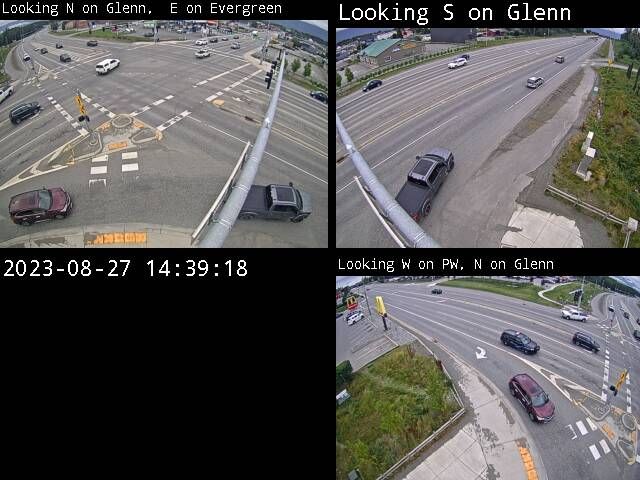 Looking N on Glenn,  E on Evergreen
Looking S on Glenn
2023-08-27 14:39:18
Looking W on PW, N on Glenn